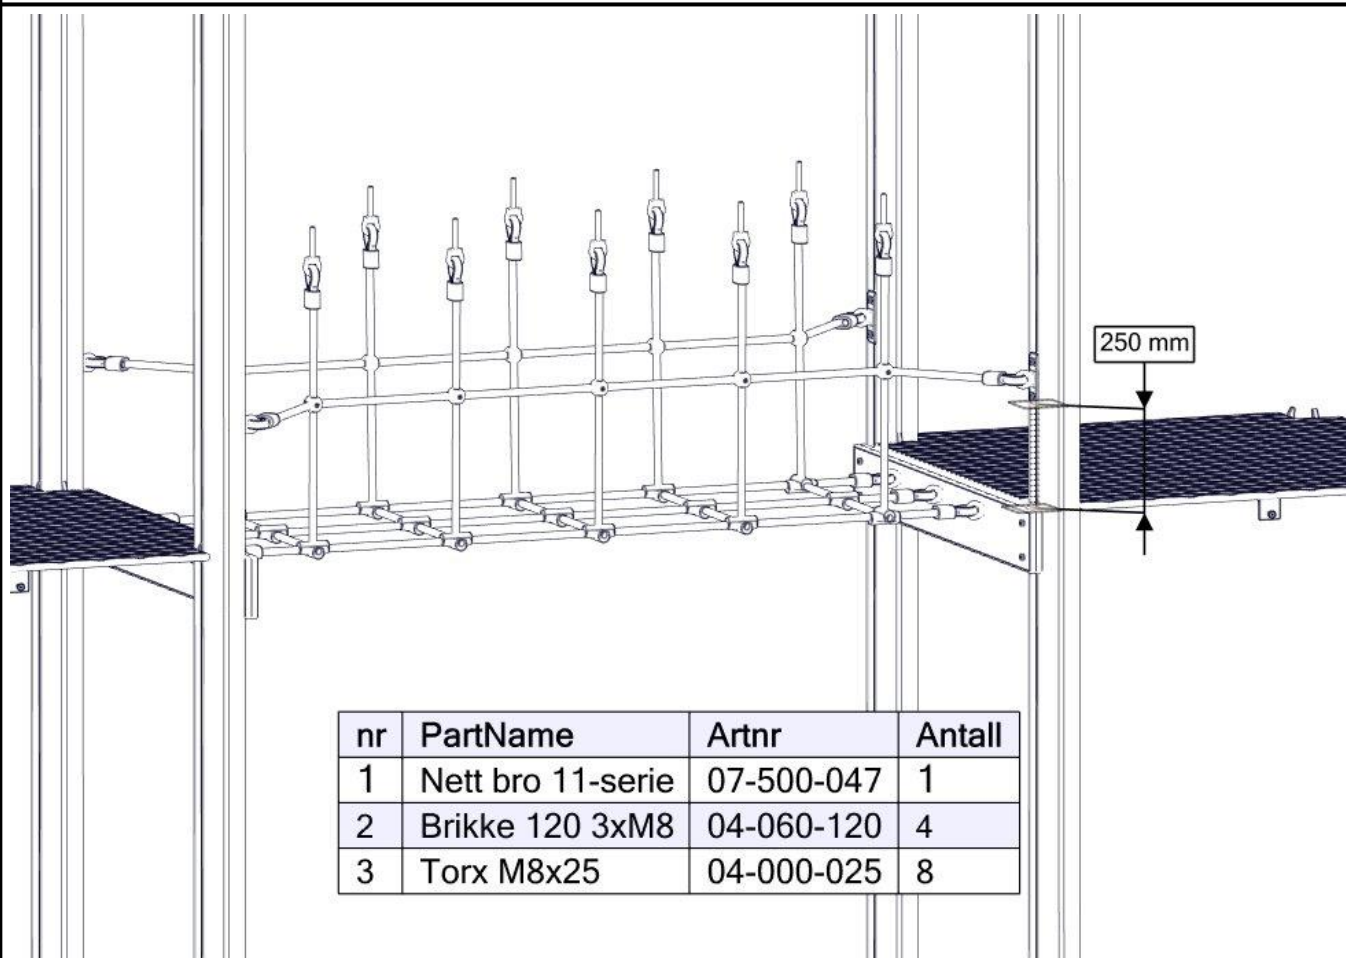 250 mm
nr PartName Artnr Antall
1 Nett bro 11-serie 07-500-047 1
2 Brikke 120 3xM8 04-060-120 4
3 Torx M8x25 04-000-025 8